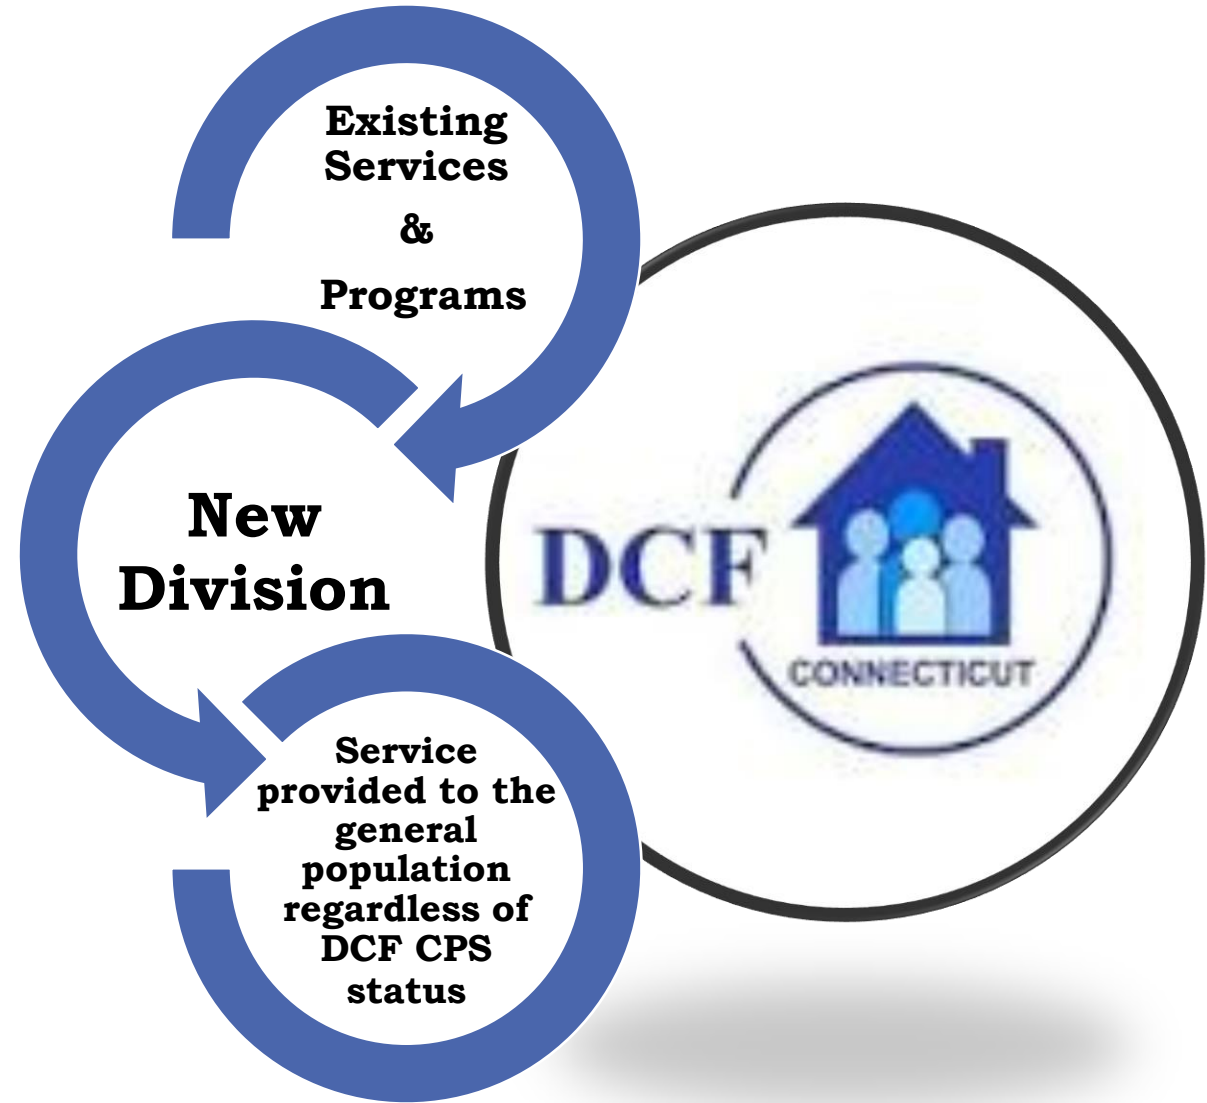 Existing
Services
&
Programs
New
Division
Service
provided to the
general
population
regardless of
DCF CPS
status
DCF
CONNECTICUT